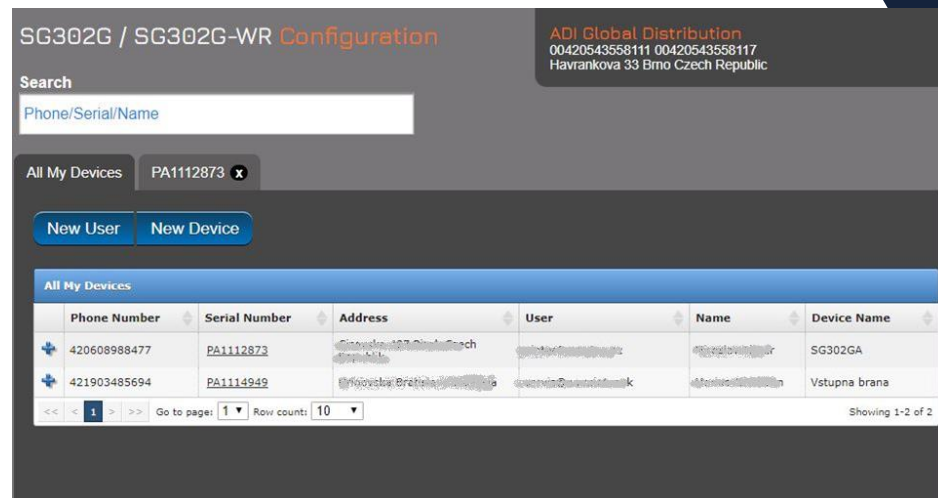 SG302G / SG302G-WR Configuration
ADI Global Distribution
00420543558111 00420543558117
Havrankova 33 Brno Czech Republic
Search
Phone/Serial/Name
All My Devices PA1112873 x
New User New Device
All My Devices
Phone Number Serial Number Address User Name Device Name
420608988477 PA1112873 Czech SG302GA
421903485694 PA1114949 Vstupna brana
<< < 1 > >> Go to page: 1 Row count: 10 Showing 1-2 of 2